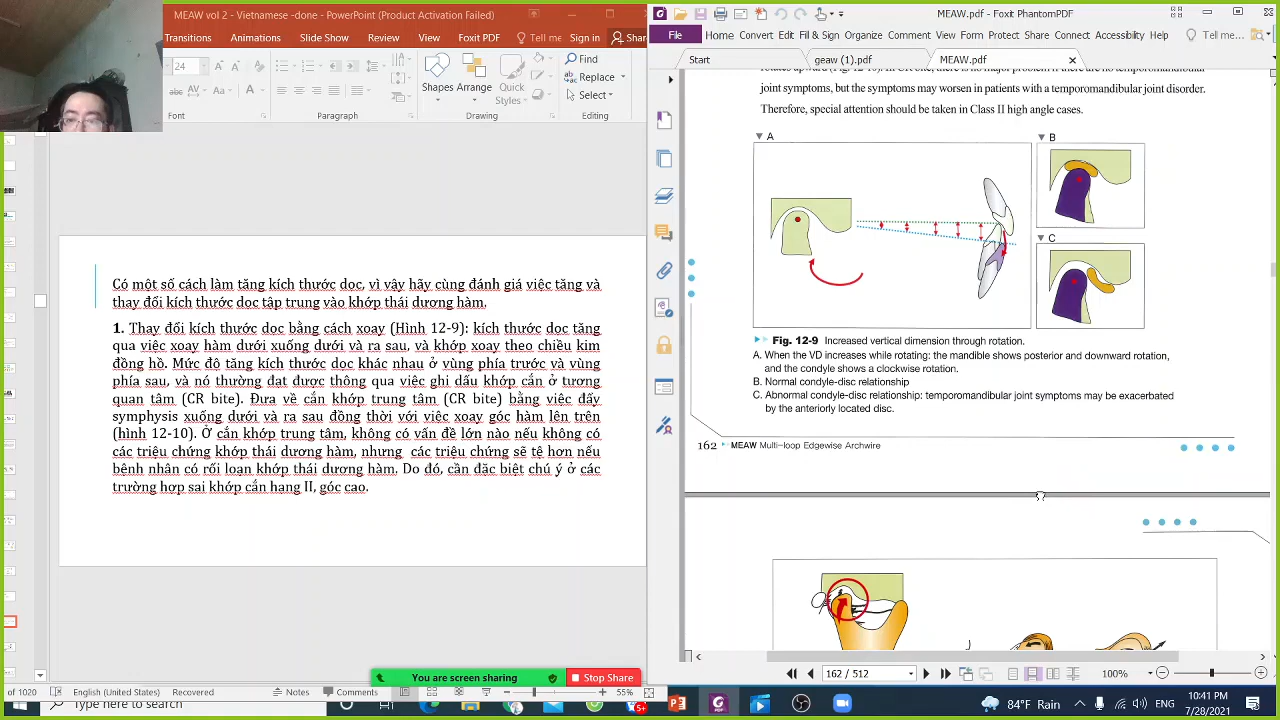 MEAW vol 2 - Vietnamese -done - PowerPoint (Product Activation Failed)
Transitions Animations Slide Show Review View Foxit PDF Tell me Sign in Share
24
Shapes Arrange Quick Styles
Find
Replace
Select
Font Paragraph Drawing Editing
Có một số cách làm tăng kích thước dọc, vì vậy hãy cùng đánh giá việc tăng và
thay đổi kích thước dọc tập trung vào khớp thái dương hàm.
1. Thay đổi kích thước dọc bằng cách xoay (Hình 12-9): kích thước dọc tăng
qua việc xoay hàm dưới xuống dưới và ra sau, và khớp xoay theo chiều kim
đồng hồ. Mức độ tăng kích thước dọc khác nhau ở vùng phía trước và vùng
phía sau, và nó thường đạt được thông qua việc ghi dấu khớp cắn ở tương
quan tâm (CR bite). Đưa về cắn khớp trung tâm (CR bite) bằng việc đẩy
symphysis xuống dưới và ra sau đồng thời với việc xoay góc hàm lên trên
(hình 12-10). Ở cắn khớp trung tâm, không có vấn đề lớn nào nếu không có
các triệu chứng khớp thái dương hàm, nhưng các triệu chứng sẽ tệ hơn nếu
bệnh nhân có rối loạn khớp thái dương hàm. Do đó, cần đặc biệt chú ý ở các
trường hợp sai khớp cắn hạng II, góc cao.
You are screen sharing Stop Share
of 1020 English (United States) Recovered Notes Comments 55%
MEAW.pdf - Foxit PhantomPDF
File Home Convert Edit Fill & Sign Organize Comment View Form Protect Share Connect Accessibility Help Tell me...
Start geaw (1).pdf MEAW.pdf
joint symptoms, but the symptoms may worsen in patients with a temporomandibular joint disorder.
Therefore, special attention should be taken in Class II high angle cases.
A
B
C
Fig. 12-9 Increased vertical dimension through rotation.
A. When the VD increases while rotating: the mandible shows posterior and downward rotation,
and the condyle shows a clockwise rotation.
B. Normal condyle-disc relationship
C. Abnormal condyle-disc relationship: temporomandibular joint symptoms may be exacerbated
by the anteriorly located disc.
162 MEAW Multi-loop Edgewise Archwire
162 / 512 100%
Type here to search
5+
84°F Rain ENG 10:41 PM
7/28/2021